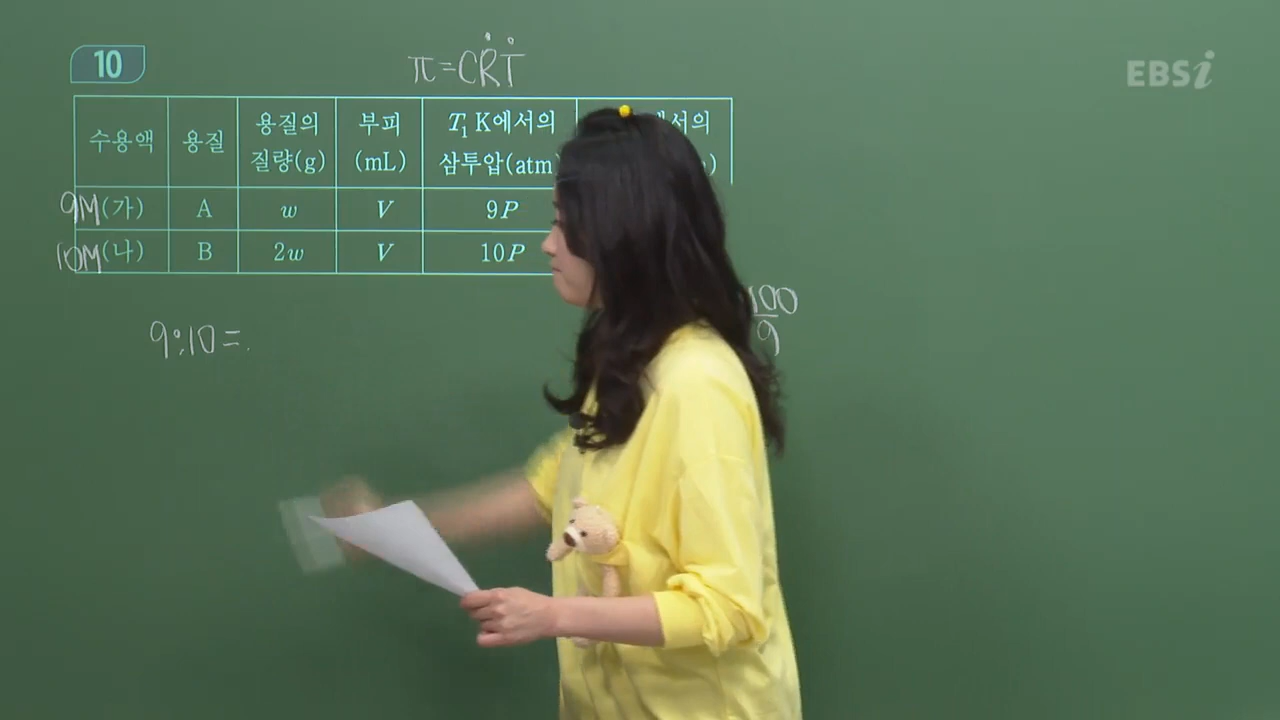 10
π=CRT
EBSi
수용액 용질 용질의 질량(g) 부피 (mL) T₁ K에서의 삼투압(atm 에서의 )
9M (가) A w V 9P
10M (나) B 2w V 10P
100
9
9:10=